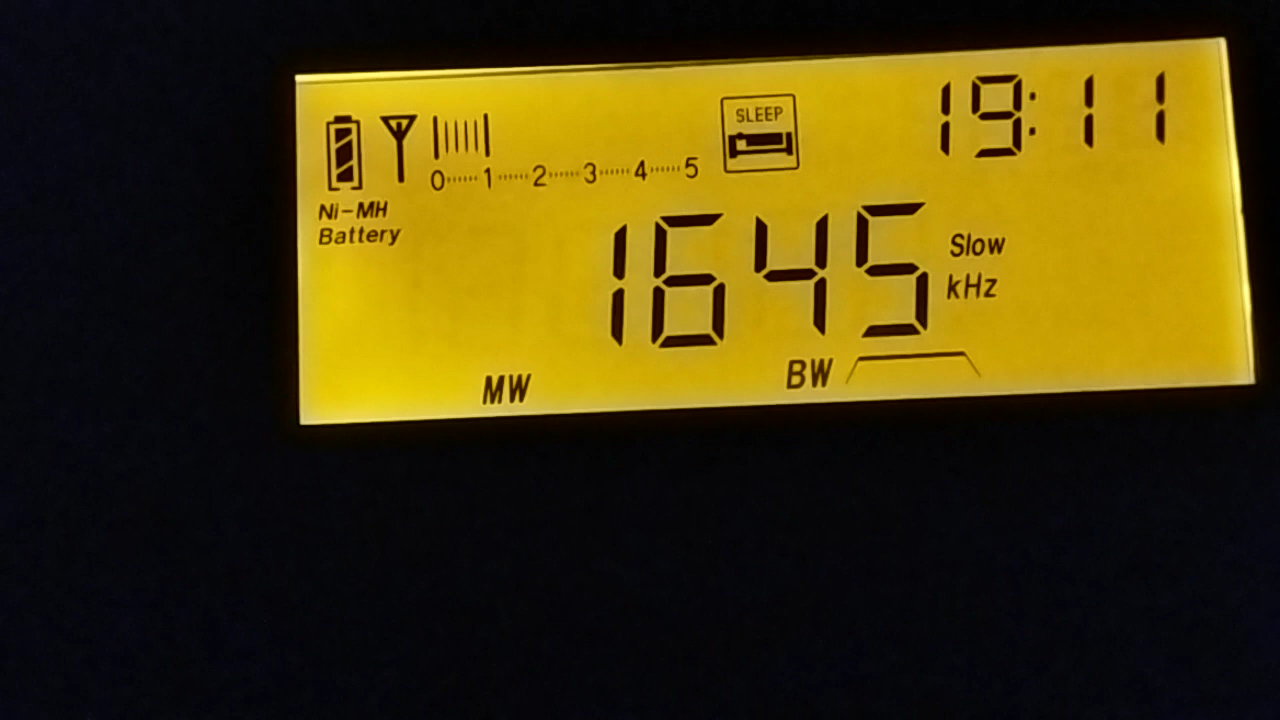 SLEEP
19:11
0 1 2 3 4 5
Ni-MH
Battery
1645
Slow
kHz
MW
BW